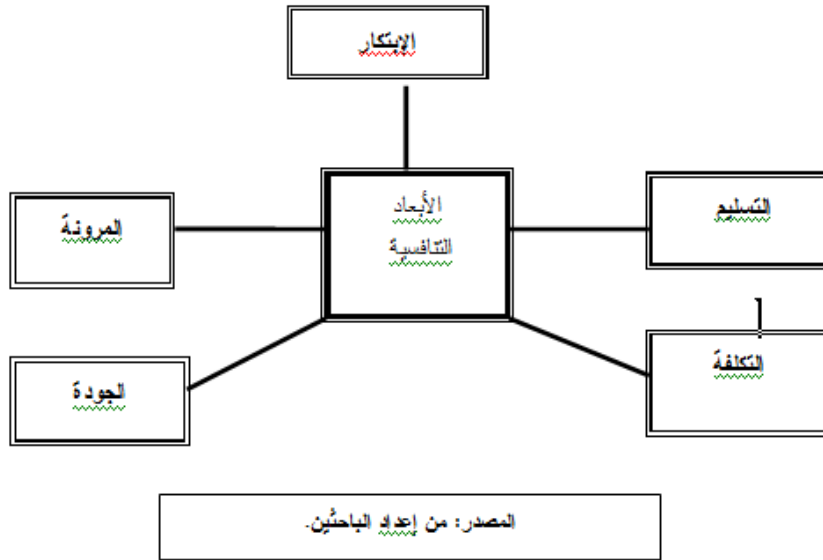 الإبتكار
الأبعاد
التنافسية
التسليم
المرونة
التكلفة
الجودة
المصدر: من إعداد الباحثين.